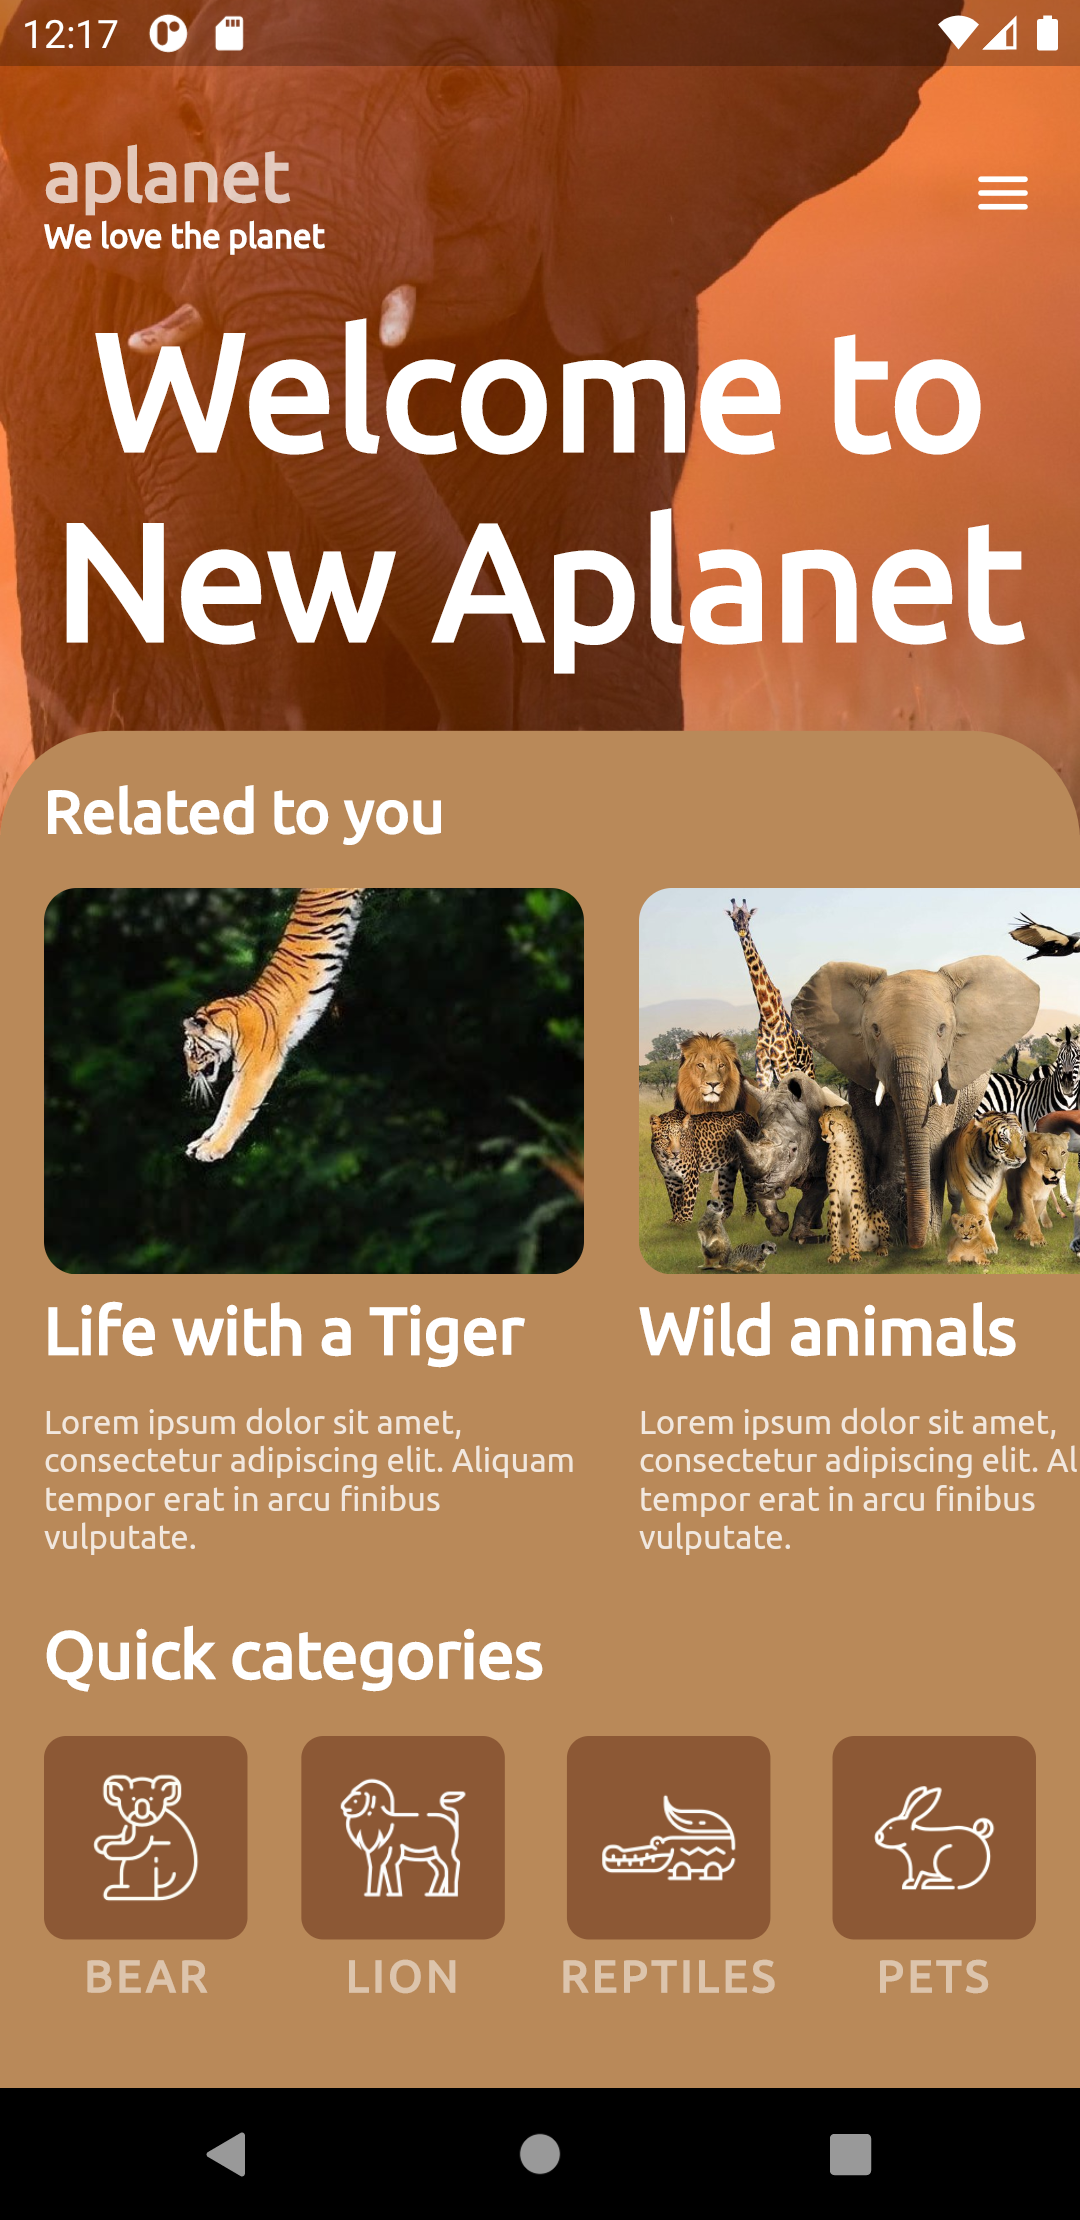 12:17
aplanet
We love the planet
Welcome to
New Aplanet
Related to you
Life with a Tiger
Lorem ipsum dolor sit amet,
consectetur adipiscing elit. Aliquam
tempor erat in arcu finibus
vulputate.
Wild animals
Lorem ipsum dolor sit amet,
consectetur adipiscing elit. Al
tempor erat in arcu finibus
vulputate.
Quick categories
BEAR
LION
REPTILES
PETS